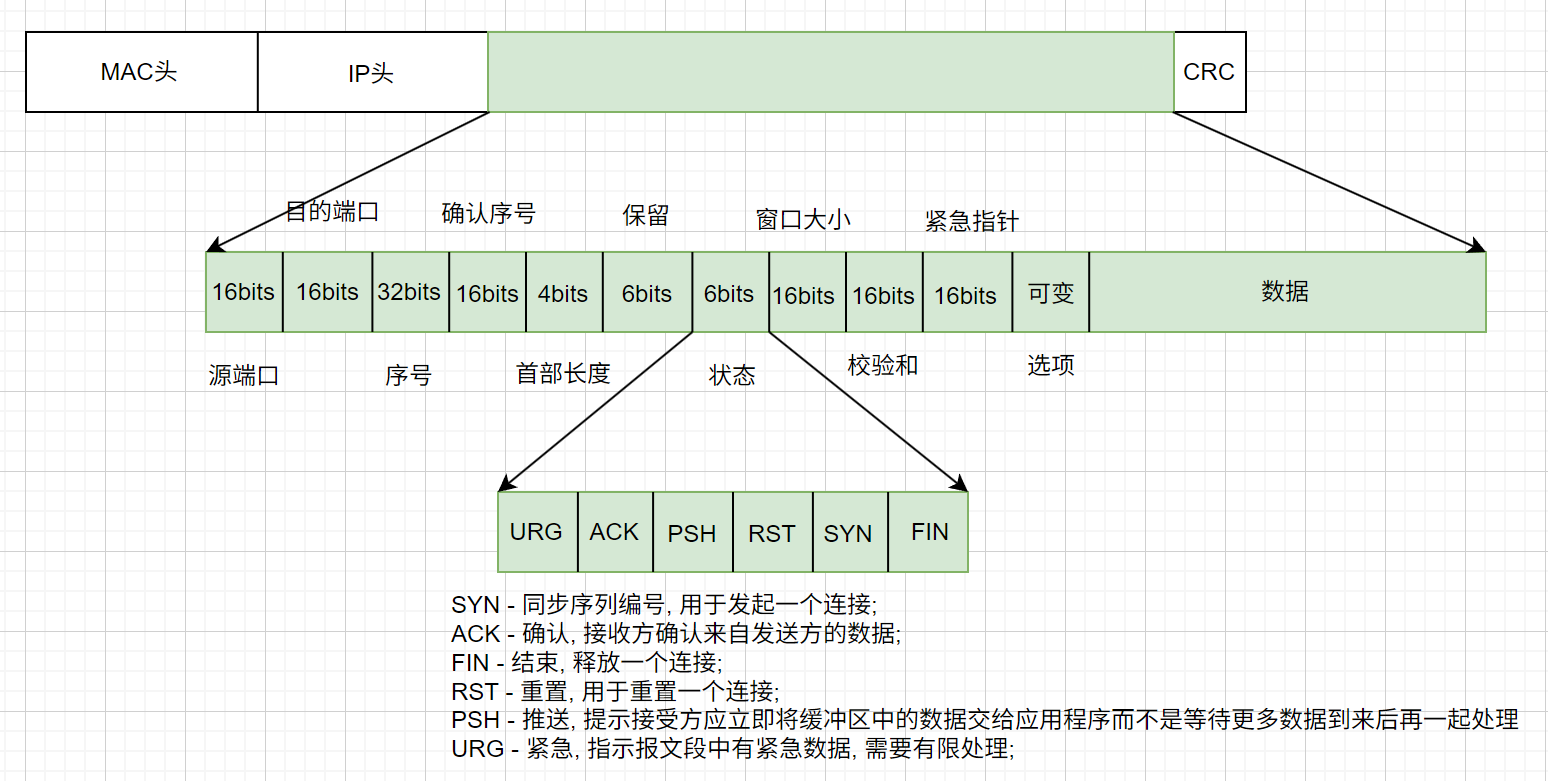 MAC头
IP头
CRC
目的端口
确认序号
保留
窗口大小
紧急指针
16bits
16bits
32bits
16bits
4bits
6bits
6bits
16bits
16bits
16bits
可变
数据
源端口
序号
首部长度
状态
校验和
选项
URG
ACK
PSH
RST
SYN
FIN
SYN - 同步序列编号, 用于发起一个连接;
ACK - 确认, 接收方确认来自发送方的数据;
FIN - 结束, 释放一个连接;
RST - 重置, 用于重置一个连接;
PSH - 推送, 提示接受方应立即将缓冲区中的数据交给应用程序而不是等待更多数据到来后再一起处理
URG - 紧急, 指示报文段中有紧急数据, 需要有限处理;